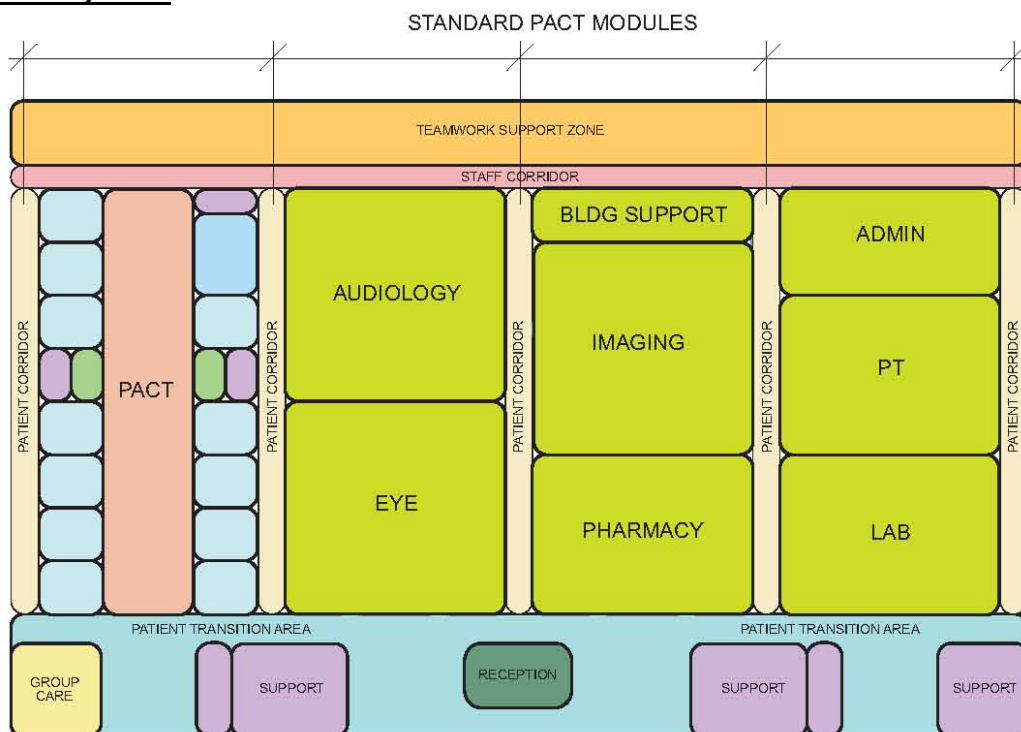 STANDARD PACT MODULES
TEAMWORK SUPPORT ZONE
STAFF CORRIDOR
PATIENT CORRIDOR
PACT
PATIENT CORRIDOR
AUDIOLOGY
EYE
PATIENT CORRIDOR
BLDG SUPPORT
IMAGING
PHARMACY
PATIENT CORRIDOR
ADMIN
PT
LAB
PATIENT CORRIDOR
PATIENT TRANSITION AREA
PATIENT TRANSITION AREA
GROUP
CARE
SUPPORT
RECEPTION
SUPPORT
SUPPORT